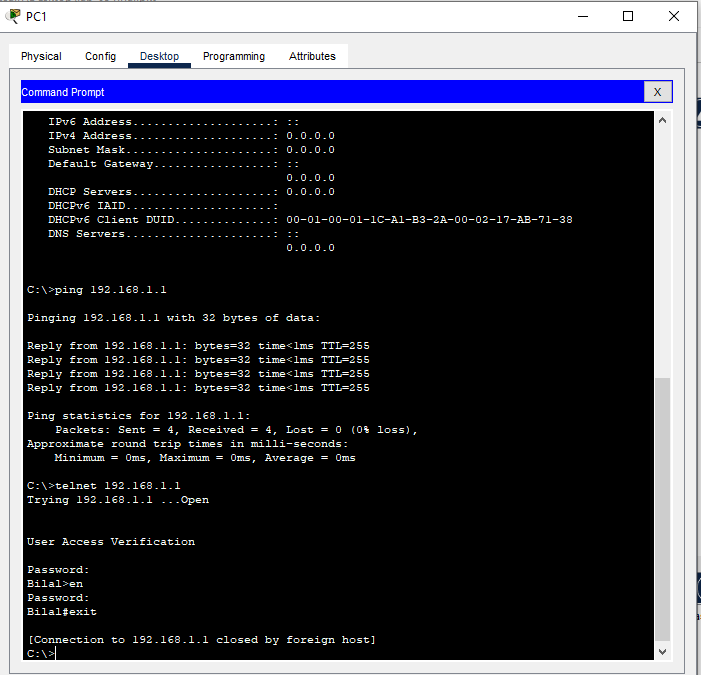 PC1
Physical Config Desktop Programming Attributes
Command Prompt X
IPv6 Address....................: ::
IPv4 Address....................: 0.0.0.0
Subnet Mask.....................: 0.0.0.0
Default Gateway.................: ::
0.0.0.0
DHCP Servers....................: 0.0.0.0
DHCPv6 IAID.....................:
DHCPv6 Client DUID..............: 00-01-00-01-1C-A1-B3-2A-00-02-17-AB-71-38
DNS Servers.....................: ::
0.0.0.0
C:\>ping 192.168.1.1
Pinging 192.168.1.1 with 32 bytes of data:
Reply from 192.168.1.1: bytes=32 time<1ms TTL=255
Reply from 192.168.1.1: bytes=32 time<1ms TTL=255
Reply from 192.168.1.1: bytes=32 time<1ms TTL=255
Reply from 192.168.1.1: bytes=32 time<1ms TTL=255
Ping statistics for 192.168.1.1:
Packets: Sent = 4, Received = 4, Lost = 0 (0% loss),
Approximate round trip times in milli-seconds:
Minimum = 0ms, Maximum = 0ms, Average = 0ms
C:\>telnet 192.168.1.1
Trying 192.168.1.1 ...Open
User Access Verification
Password:
Bilal>en
Password:
Bilal#exit
[Connection to 192.168.1.1 closed by foreign host]
C:\>